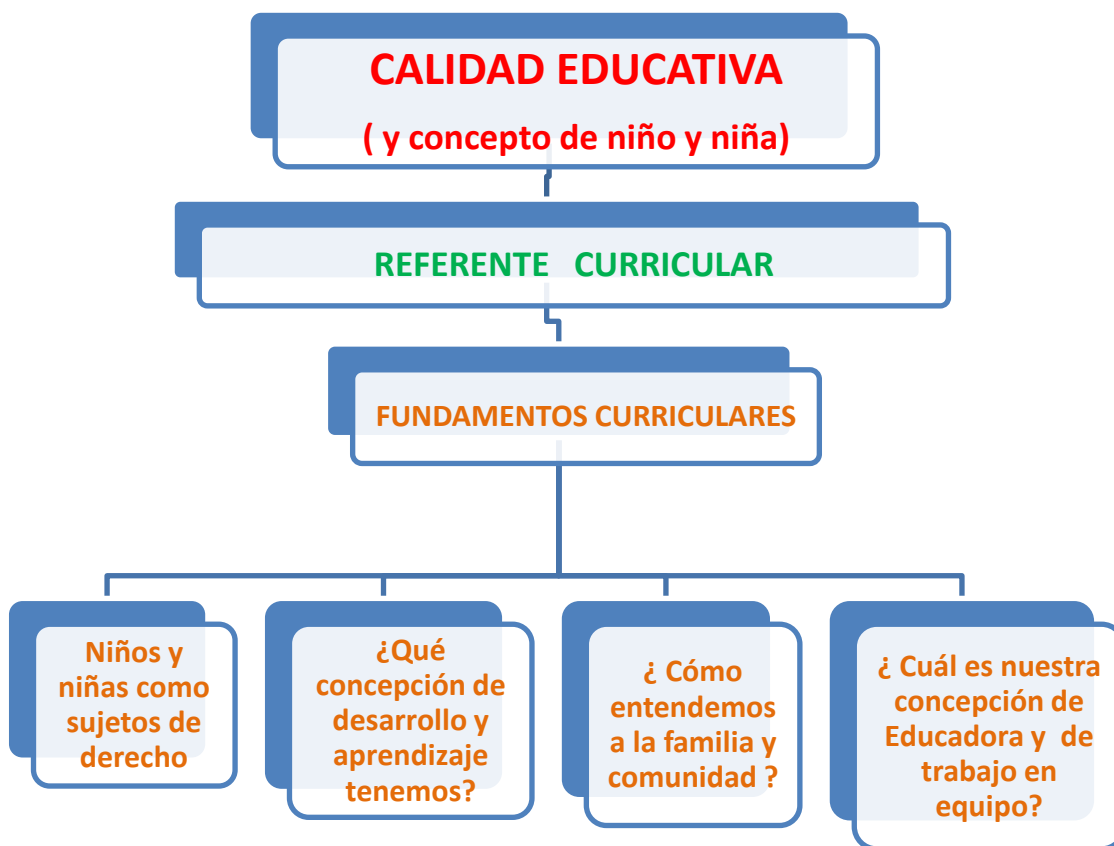 CALIDAD EDUCATIVA
( y concepto de niño y niña)
REFERENTE CURRICULAR
FUNDAMENTOS CURRICULARES
Niños y
niñas como
sujetos de
derecho
¿Qué
concepción de
desarrollo y
aprendizaje
tenemos?
¿ Cómo
entendemos
a la familia y
comunidad ?
¿ Cuál es nuestra
concepción de
Educadora y de
trabajo en
equipo?